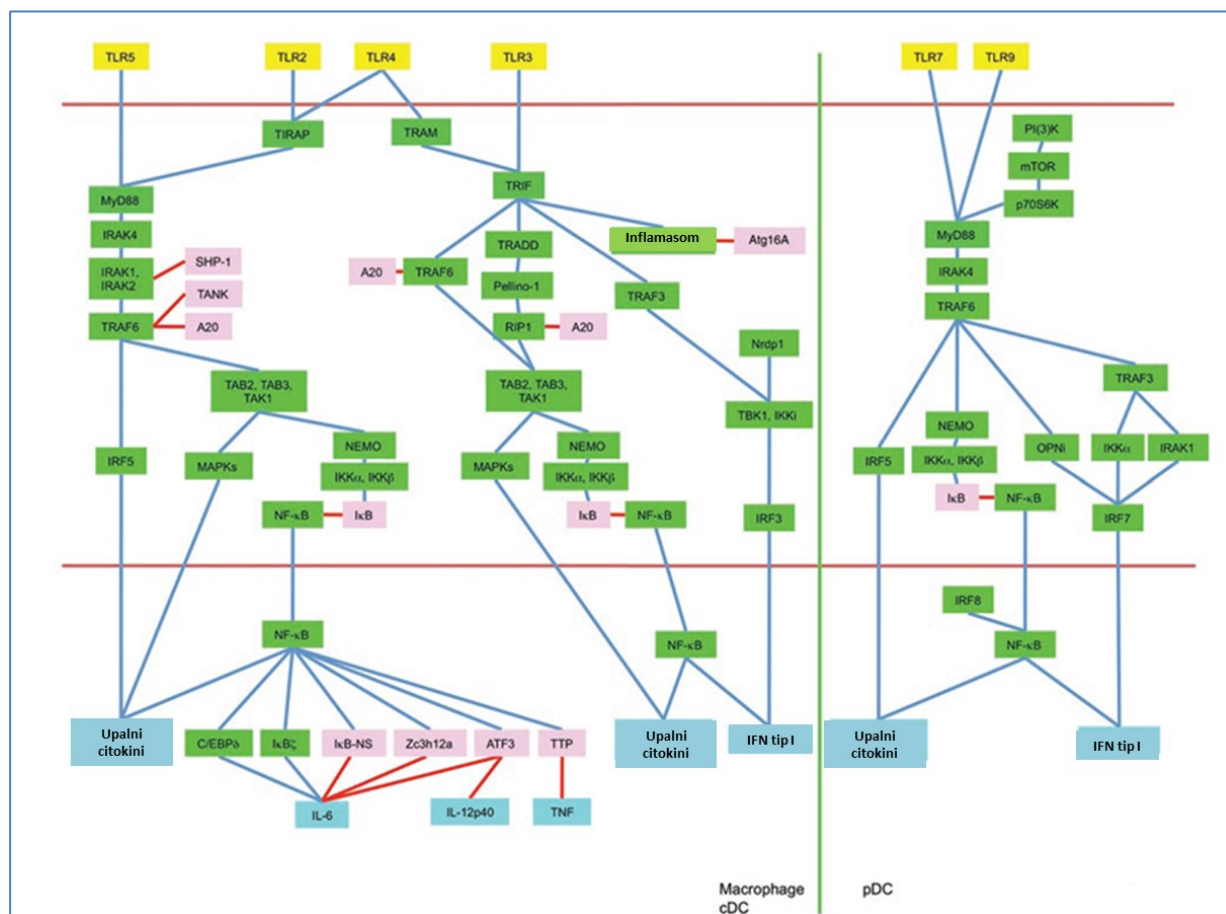 TLR5
TLR2
TLR4
TLR3
TLR7
TLR9
TIRAP
TRAM
PI(3)K
mTOR
p70S6K
TRIF
MyD88
IRAK4
IRAK1,
IRAK2
SHP-1
TANK
TRAF6
A20
A20
TRAF6
TRADD
Pellino-1
RIP1
A20
Inflamasom
Atg16A
TRAF3
Nrdp1
MyD88
IRAK4
TRAF6
TAB2, TAB3,
TAK1
TAB2, TAB3,
TAK1
TBK1, IKKi
TRAF3
IRF5
MAPKs
NEMO
IKKα, IKKβ
NF-κB
IκB
MAPKs
NEMO
IKKα, IKKβ
IκB
NF-κB
IRF3
IRF5
NEMO
IKKα, IKKβ
IκB
NF-κB
OPNi
IKKα
IRAK1
IRF7
NF-κB
NF-κB
IRF8
NF-κB
Upalni
citokini
C/EBPδ
IκBζ
IκB-NS
Zc3h12a
ATF3
TTP
Upalni
citokini
IFN tip I
Upalni
citokini
IFN tip I
IL-6
IL-12p40
TNF
Macrophage
cDC
pDC